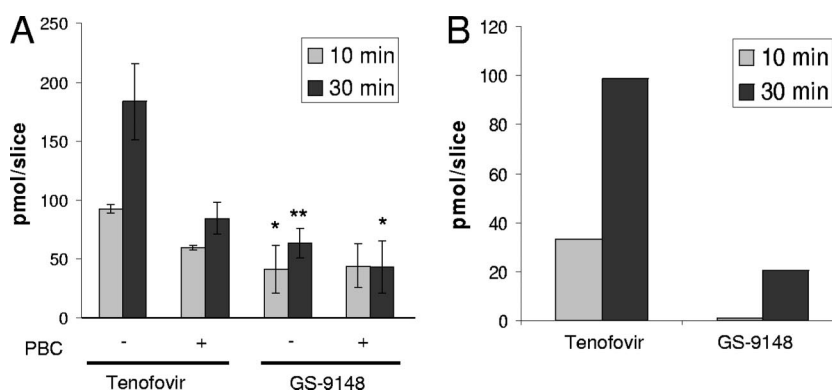 A
pmol/slice
250
200
150
100
50
0
10 min
30 min
*
**
*
PBC
- + - +
Tenofovir GS-9148
B
pmol/slice
120
100
80
60
40
20
0
10 min
30 min
Tenofovir GS-9148